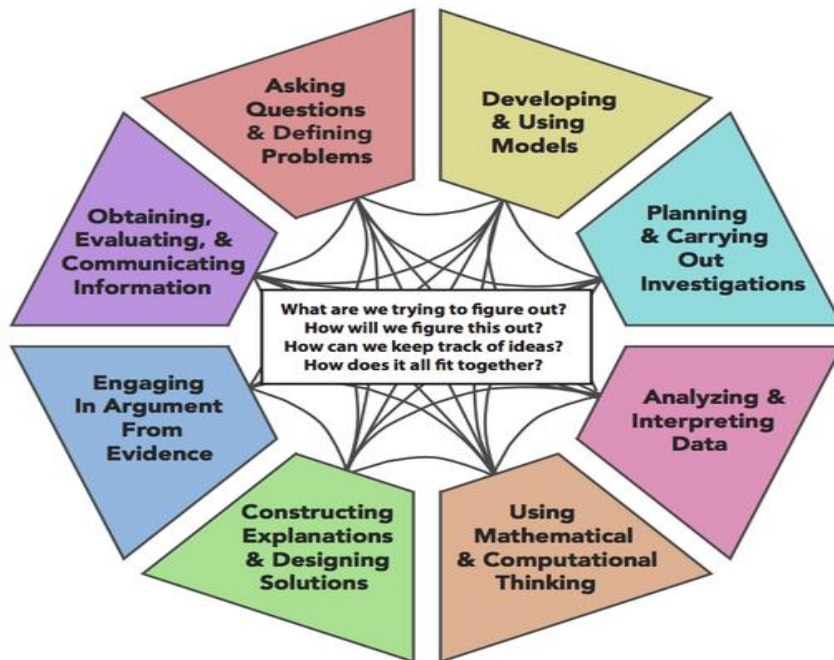 Asking
Questions
& Defining
Problems
Developing
& Using
Models
Planning
& Carrying
Out
Investigations
Analyzing &
Interpreting
Data
Using
Mathematical
& Computational
Thinking
Constructing
Explanations
& Designing
Solutions
Engaging
In Argument
From
Evidence
Obtaining,
Evaluating, &
Communicating
Information
What are we trying to figure out?
How will we figure this out?
How can we keep track of ideas?
How does it all fit together?